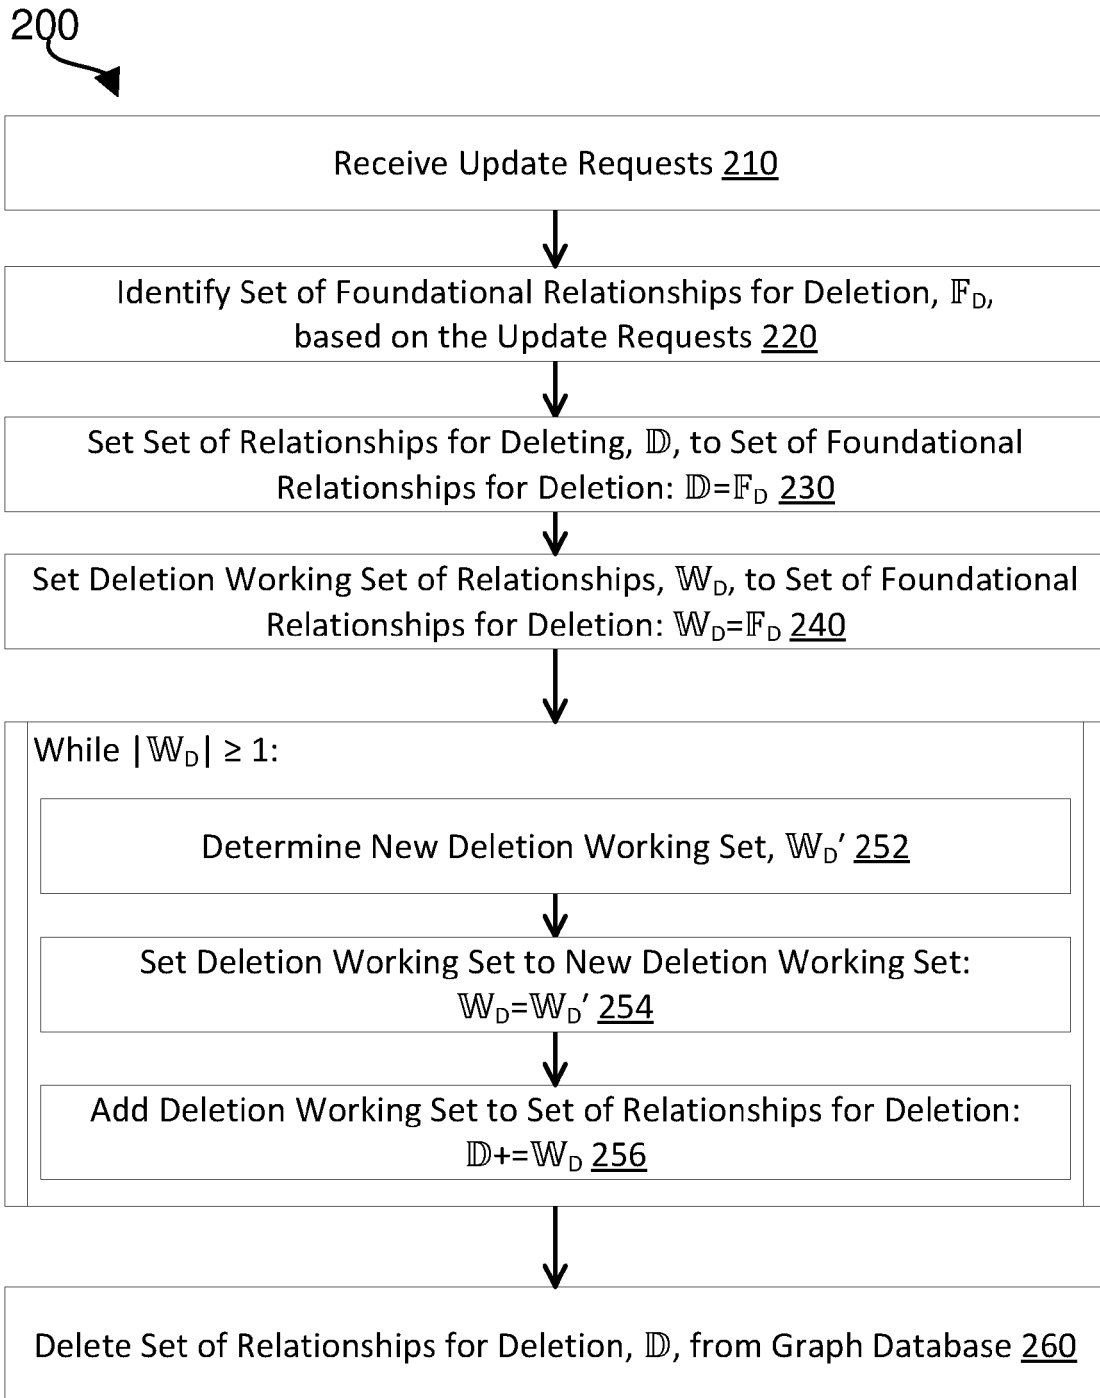 200
Receive Update Requests 210
Identify Set of Foundational Relationships for Deletion, 𝔽D,
based on the Update Requests 220
Set Set of Relationships for Deleting, 𝔻, to Set of Foundational
Relationships for Deletion: 𝔻=𝔽D 230
Set Deletion Working Set of Relationships, 𝕎D, to Set of Foundational
Relationships for Deletion: 𝕎D=𝔽D 240
While |𝕎D| ≥ 1:
Determine New Deletion Working Set, 𝕎D′ 252
Set Deletion Working Set to New Deletion Working Set:
𝕎D=𝕎D′ 254
Add Deletion Working Set to Set of Relationships for Deletion:
𝔻+=𝕎D 256
Delete Set of Relationships for Deletion, 𝔻, from Graph Database 260